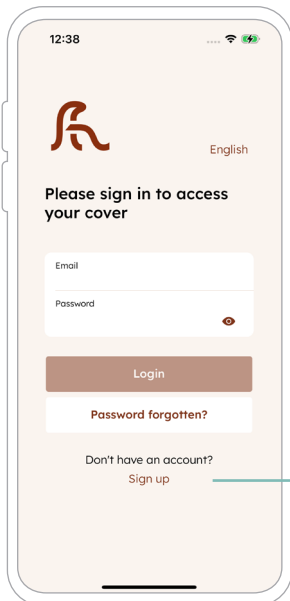 12:38
English
Please sign in to access
your cover
Email
Password
Login
Password forgotten?
Don't have an account?
Sign up